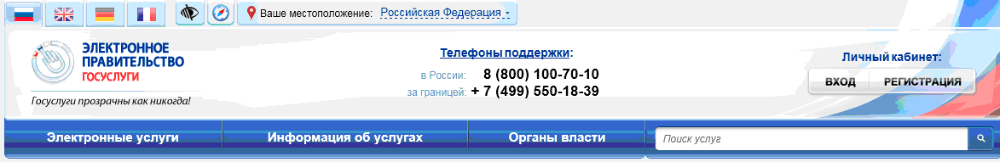 Ваше местоположение: Российская Федерация
ЭЛЕКТРОННОЕ
ПРАВИТЕЛЬСТВО
ГОСУСЛУГИ
Госуслуги прозрачны как никогда!
Телефоны поддержки:
в России: 8 (800) 100-70-10
за границей: + 7 (499) 550-18-39
Личный кабинет:
ВХОД РЕГИСТРАЦИЯ
Электронные услуги Информация об услугах Органы власти Поиск услуг